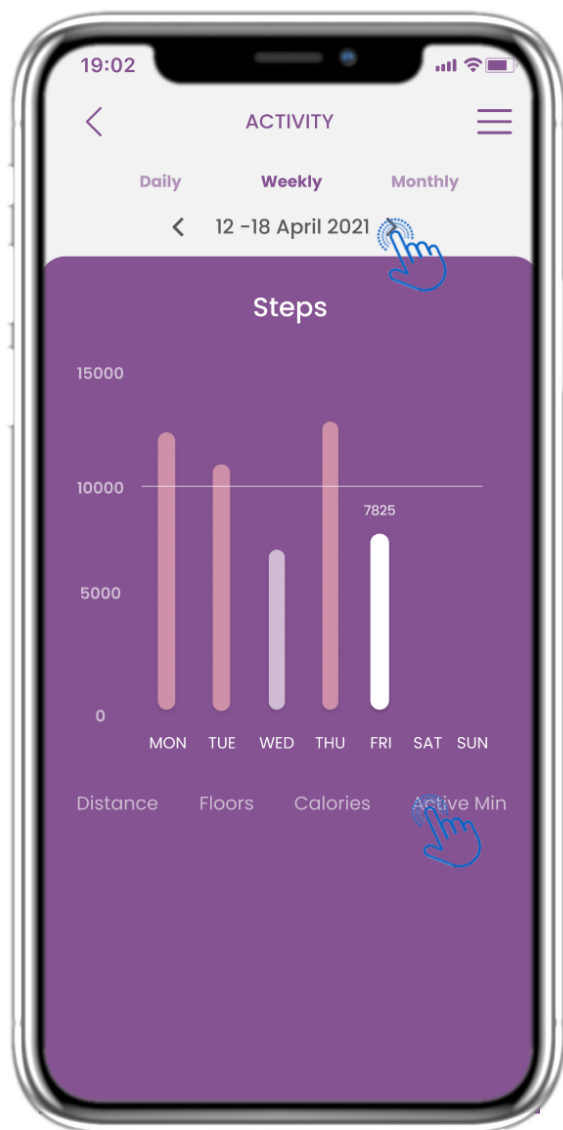 19:02
ACTIVITY
Daily Weekly Monthly
12 -18 April 2021
Steps
15000
10000
7825
5000
0
MON TUE WED THU FRI SAT SUN
Distance Floors Calories Active Min